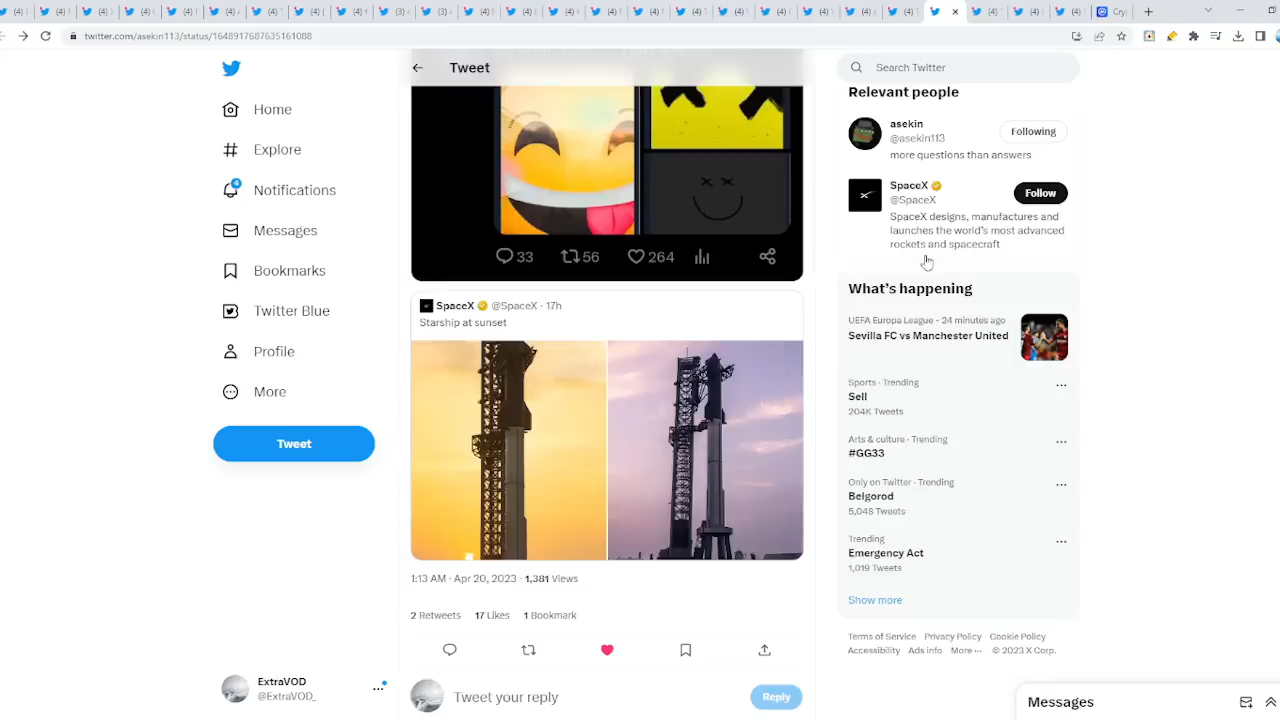 twitter.com/asekin113/status/1648917687635161088
Home
Explore
4
Notifications
Messages
Bookmarks
Twitter Blue
Profile
More
Tweet
ExtraVOD
@ExtraVOD_
Tweet
33
56
264
SpaceX @SpaceX · 17h
Starship at sunset
1:13 AM · Apr 20, 2023 · 1,381 Views
2 Retweets 17 Likes 1 Bookmark
Tweet your reply
Reply
Search Twitter
Relevant people
asekin
@asekin113
Following
more questions than answers
SpaceX
@SpaceX
Follow
SpaceX designs, manufactures and
launches the world's most advanced
rockets and spacecraft
What's happening
UEFA Europa League · 24 minutes ago
Sevilla FC vs Manchester United
Sports · Trending
Sell
204K Tweets
Arts & culture · Trending
#GG33
Only on Twitter · Trending
Belgorod
5,048 Tweets
Trending
Emergency Act
1,019 Tweets
Show more
Terms of Service Privacy Policy Cookie Policy
Accessibility Ads info More ··· © 2023 X Corp.
Messages